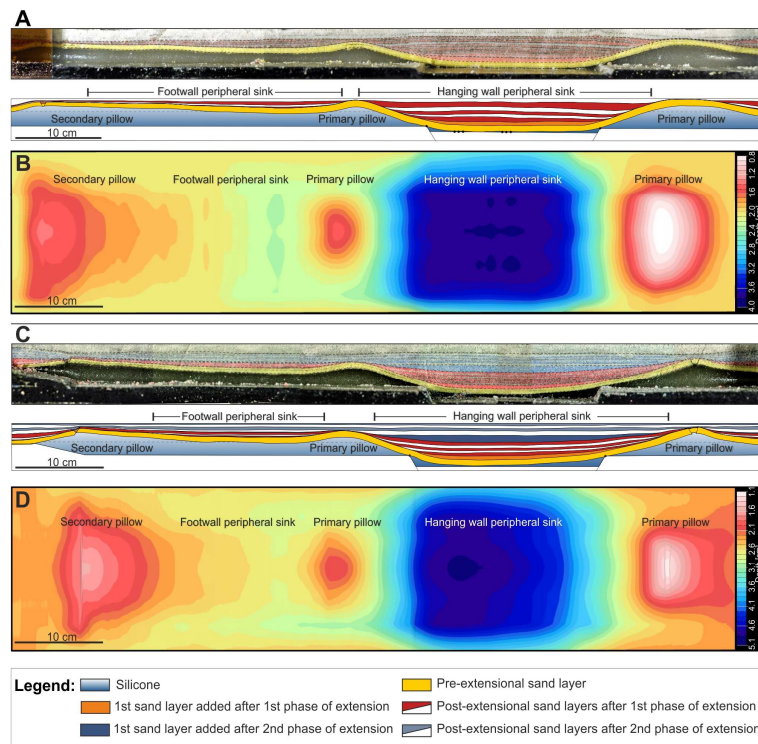 A
Footwall peripheral sink
Hanging wall peripheral sink
Secondary pillow
Primary pillow
Primary pillow
10 cm
B
Secondary pillow
Footwall peripheral sink
Primary pillow
Hanging wall peripheral sink
Primary pillow
10 cm
0.8
1.2
1.6
2.0
2.4
2.8
3.2
3.6
4.0
C
Footwall peripheral sink
Hanging wall peripheral sink
Secondary pillow
Primary pillow
Primary pillow
10 cm
D
Secondary pillow
Footwall peripheral sink
Primary pillow
Hanging wall peripheral sink
Primary pillow
10 cm
1.1
1.6
2.1
2.6
3.1
3.6
4.1
4.6
5.1
Legend:
Silicone
Pre-extensional sand layer
1st sand layer added after 1st phase of extension
Post-extensional sand layers after 1st phase of extension
1st sand layer added after 2nd phase of extension
Post-extensional sand layers after 2nd phase of extension